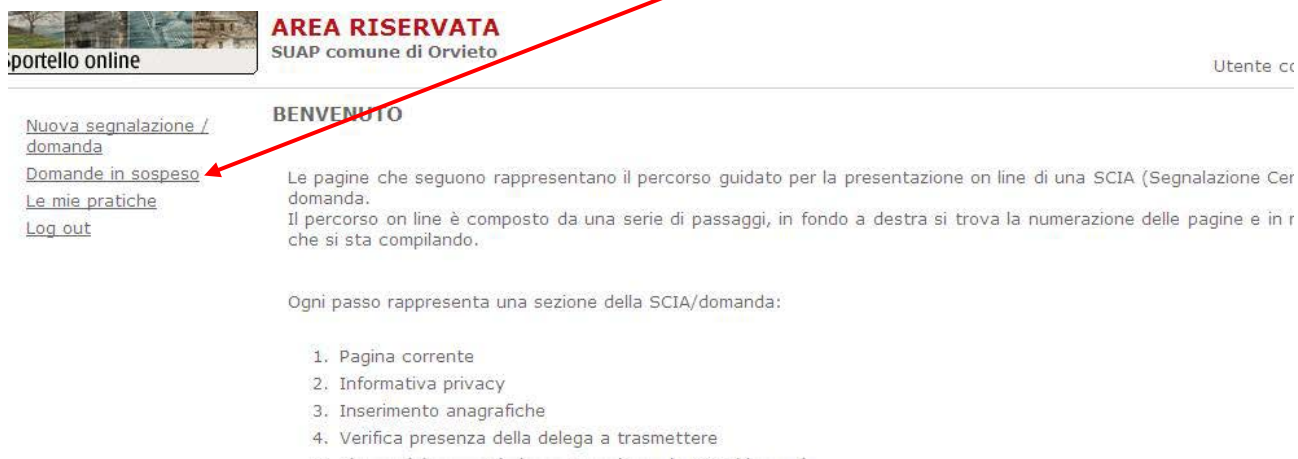 AREA RISERVATA
SUAP comune di Orvieto
Sportello online
Utente
BENVENUTO
Nuova segnalazione /
domanda
Domande in sospeso
Le mie pratiche
Log out
Le pagine che seguono rappresentano il percorso guidato per la presentazione on line di una SCIA (Segnalazione
domanda.
Il percorso on line è composto da una serie di passaggi, in fondo a destra si trova la numerazione delle pagine e in
che si sta compilando.
Ogni passo rappresenta una sezione della SCIA/domanda:
1. Pagina corrente
2. Informativa privacy
3. Inserimento anagrafiche
4. Verifica presenza della delega a trasmettere